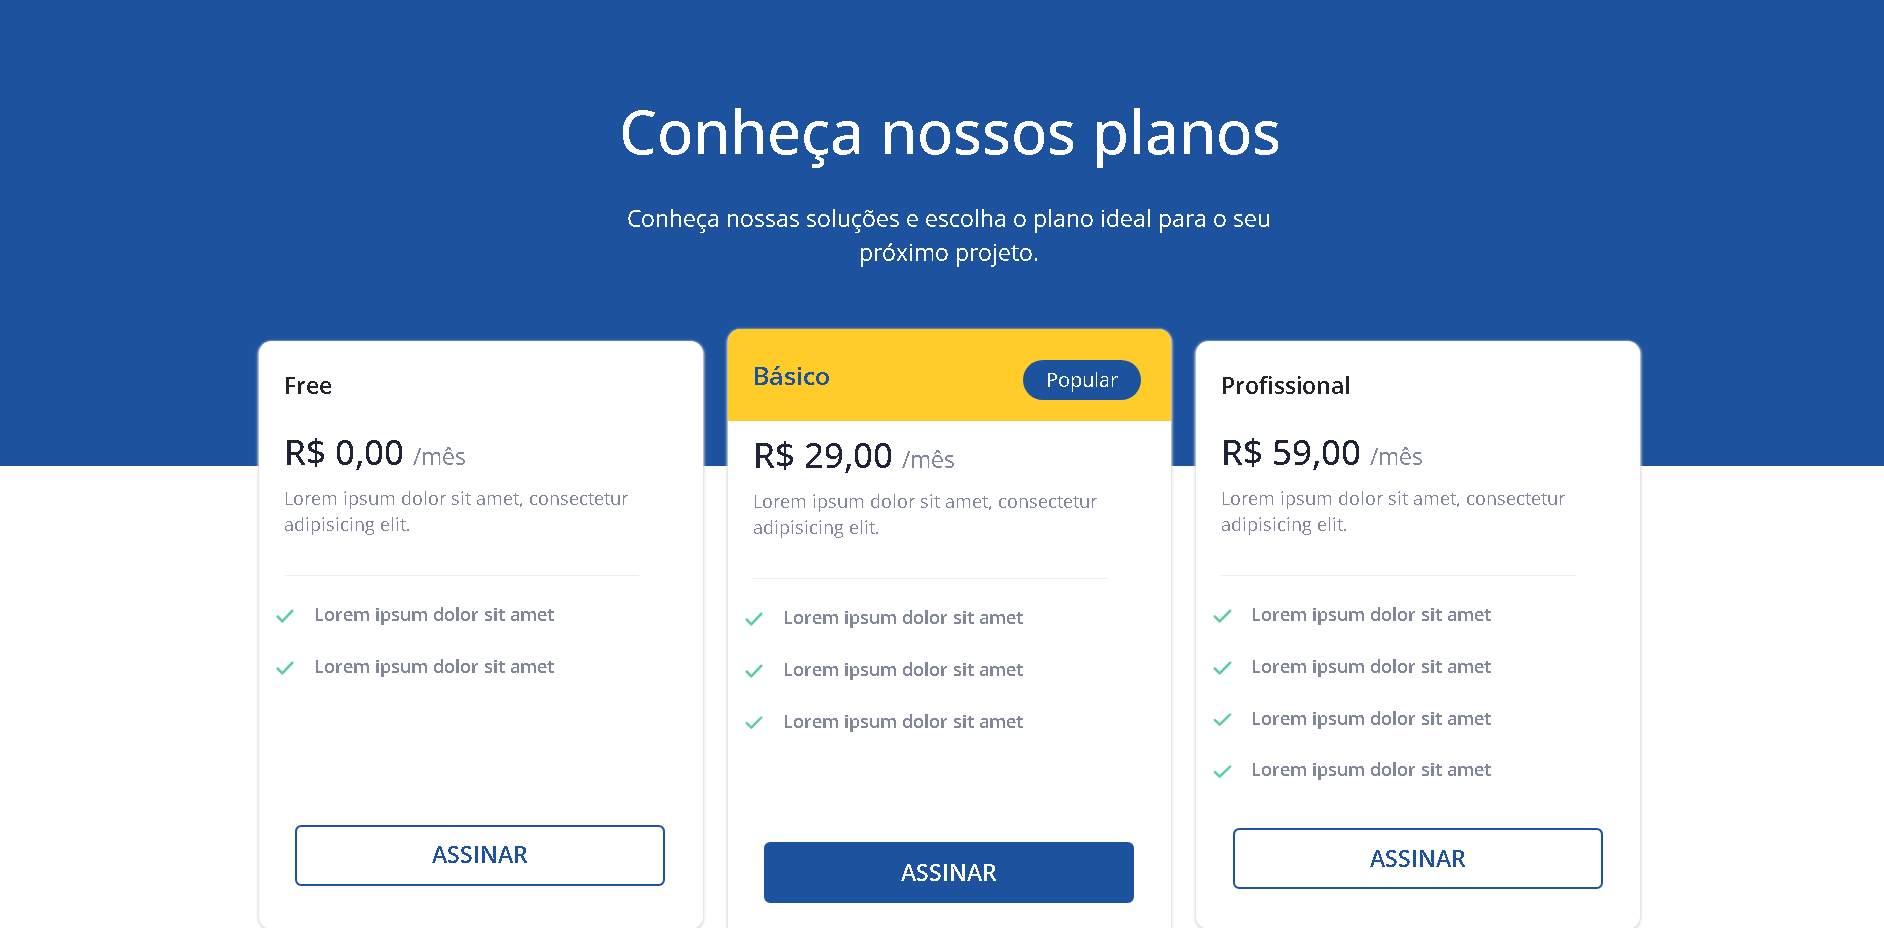 Conheça nossos planos
Conheça nossas soluções e escolha o plano ideal para o seu
próximo projeto.
Free
R$ 0,00 /mês
Lorem ipsum dolor sit amet, consectetur
adipisicing elit.
Lorem ipsum dolor sit amet
Lorem ipsum dolor sit amet
ASSINAR
Básico
Popular
R$ 29,00 /mês
Lorem ipsum dolor sit amet, consectetur
adipisicing elit.
Lorem ipsum dolor sit amet
Lorem ipsum dolor sit amet
Lorem ipsum dolor sit amet
ASSINAR
Profissional
R$ 59,00 /mês
Lorem ipsum dolor sit amet, consectetur
adipisicing elit.
Lorem ipsum dolor sit amet
Lorem ipsum dolor sit amet
Lorem ipsum dolor sit amet
Lorem ipsum dolor sit amet
ASSINAR